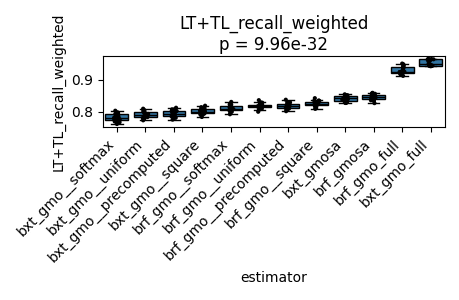 LT+TL_recall_weighted
p = 9.96e-32
LT+TL_recall_weighted
0.9
0.8
bxt_gmo__softmax
bxt_gmo__uniform
bxt_gmo__precomputed
bxt_gmo__square
brf_gmo__softmax
brf_gmo__uniform
brf_gmo__precomputed
brf_gmo__square
bxt_gmosa
brf_gmosa
brf_gmo_full
bxt_gmo_full
estimator